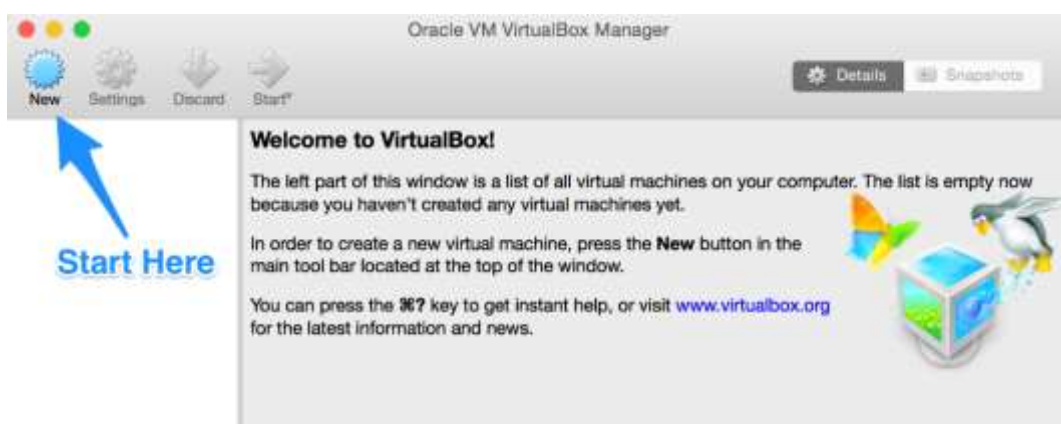 Oracle VM VirtualBox Manager
New Settings Discard Start
Details Snapshots
Welcome to VirtualBox!
The left part of this window is a list of all virtual machines on your computer. The list is empty now
because you haven't created any virtual machines yet.
In order to create a new virtual machine, press the New button in the
main tool bar located at the top of the window.
You can press the ⌘? key to get instant help, or visit www.virtualbox.org
for the latest information and news.
Start Here